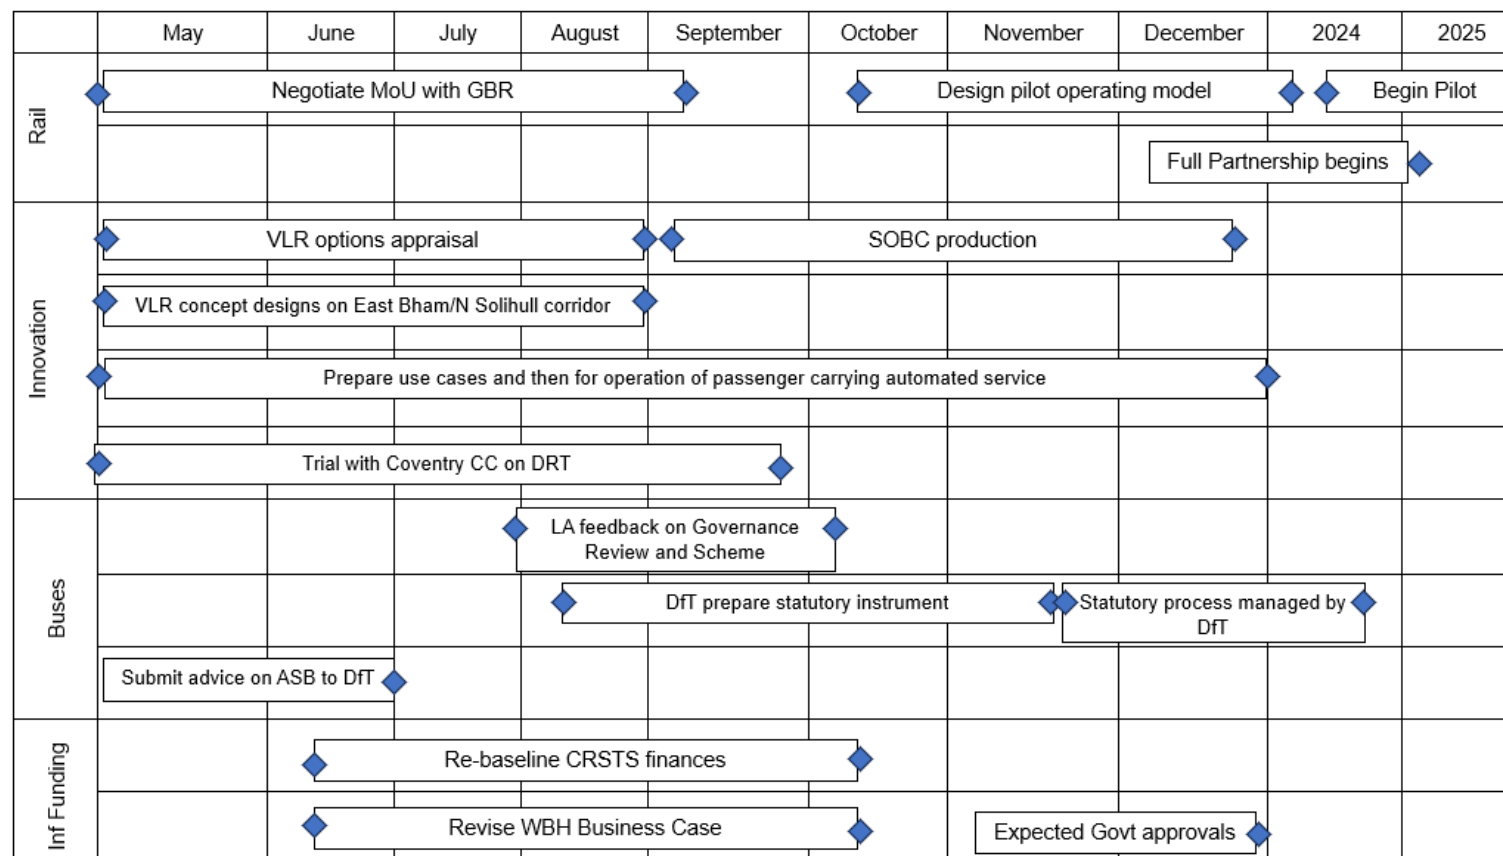 May June July August September October November December 2024 2025
Rail
Negotiate MoU with GBR
Design pilot operating model
Begin Pilot
Full Partnership begins
Innovation
VLR options appraisal
SOBC production
VLR concept designs on East Bham/N Solihull corridor
Prepare use cases and then for operation of passenger carrying automated service
Trial with Coventry CC on DRT
Buses
LA feedback on Governance
Review and Scheme
DfT prepare statutory instrument
Statutory process managed by
DfT
Submit advice on ASB to DfT
Inf Funding
Re-baseline CRSTS finances
Revise WBH Business Case
Expected Govt approvals